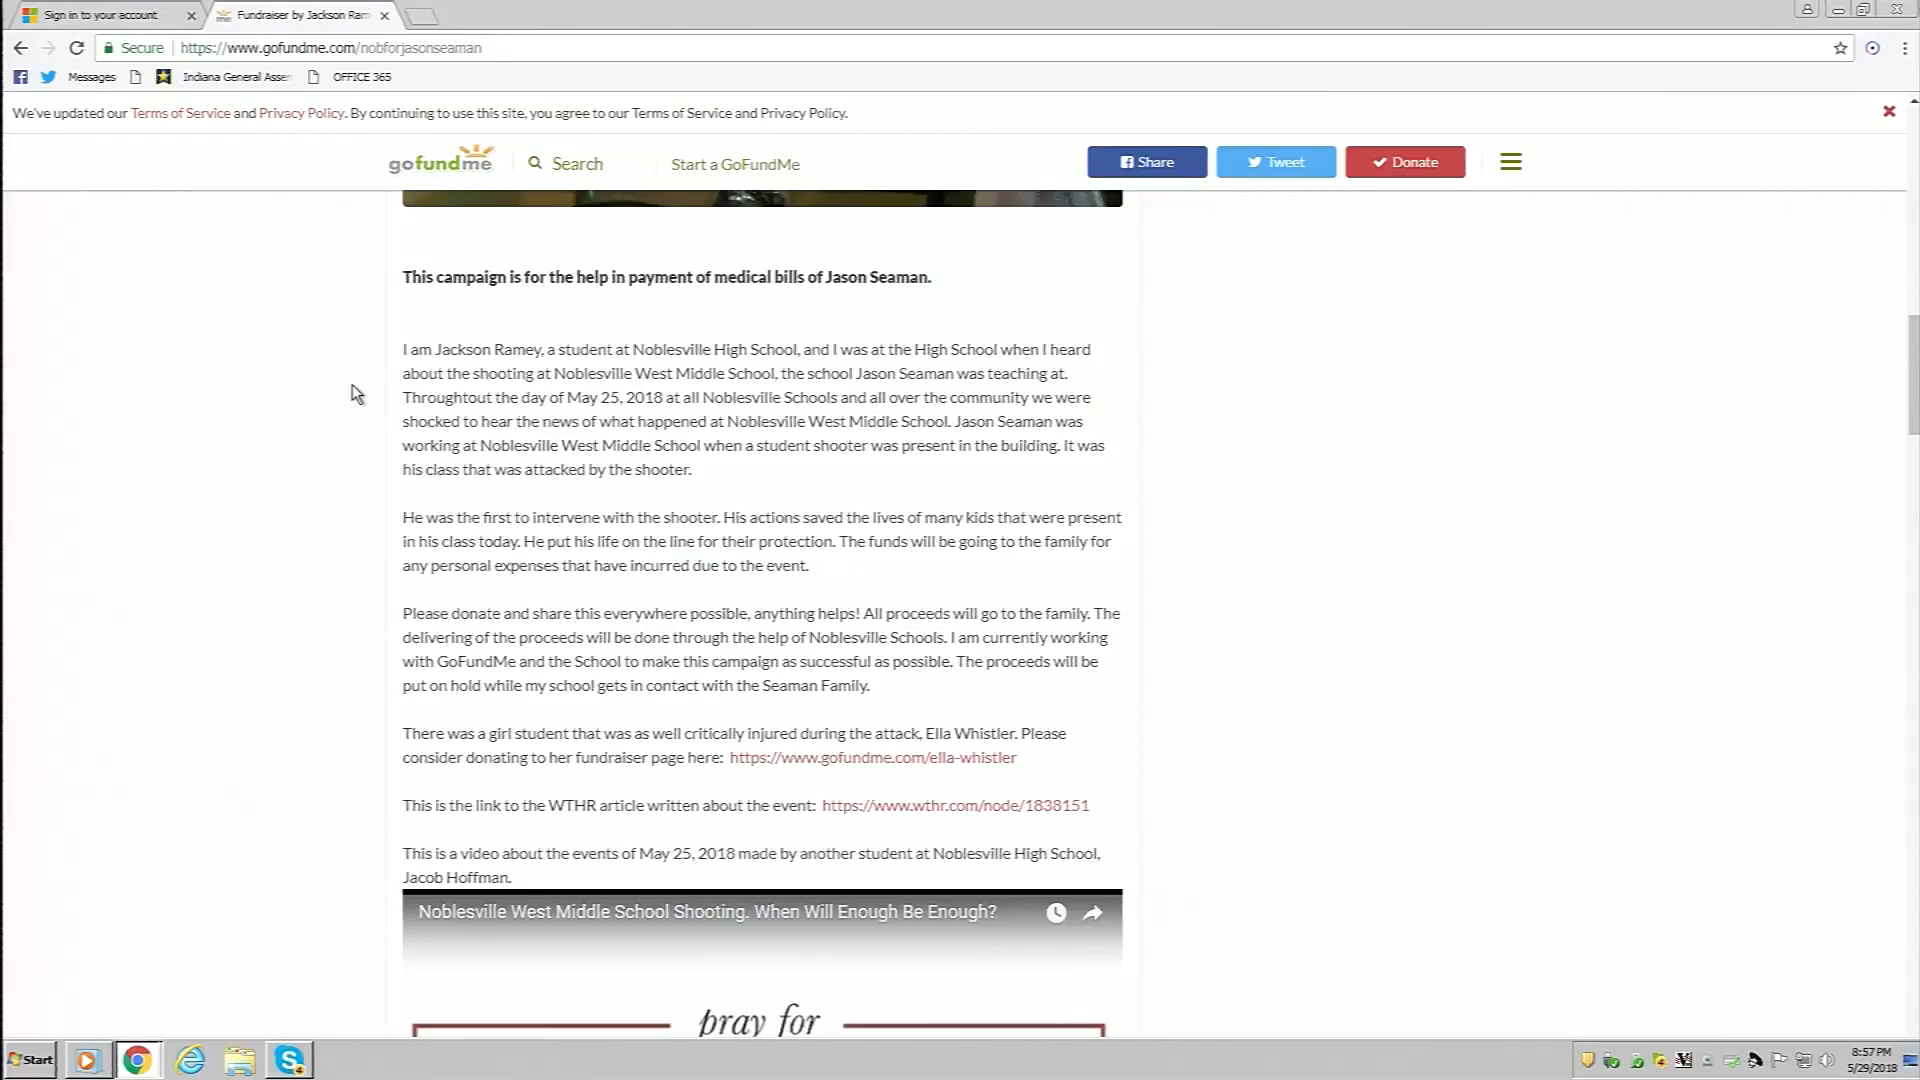 Sign in to your account
Fundraiser by Jackson Ram
Secure https://www.gofundme.com/nobforjasonseaman
Messages Indiana General Assen OFFICE 365
We've updated our Terms of Service and Privacy Policy. By continuing to use this site, you agree to our Terms of Service and Privacy Policy.
gofundme Search Start a GoFundMe Share Tweet Donate
This campaign is for the help in payment of medical bills of Jason Seaman.
I am Jackson Ramey, a student at Noblesville High School, and I was at the High School when I heard
about the shooting at Noblesville West Middle School, the school Jason Seaman was teaching at.
Throughtout the day of May 25, 2018 at all Noblesville Schools and all over the community we were
shocked to hear the news of what happened at Noblesville West Middle School. Jason Seaman was
working at Noblesville West Middle School when a student shooter was present in the building. It was
his class that was attacked by the shooter.
He was the first to intervene with the shooter. His actions saved the lives of many kids that were present
in his class today. He put his life on the line for their protection. The funds will be going to the family for
any personal expenses that have incurred due to the event.
Please donate and share this everywhere possible, anything helps! All proceeds will go to the family. The
delivering of the proceeds will be done through the help of Noblesville Schools. I am currently working
with GoFundMe and the School to make this campaign as successful as possible. The proceeds will be
put on hold while my school gets in contact with the Seaman Family.
There was a girl student that was as well critically injured during the attack, Ella Whistler. Please
consider donating to her fundraiser page here: https://www.gofundme.com/ella-whistler
This is the link to the WTHR article written about the event: https://www.wthr.com/node/1838151
This is a video about the events of May 25, 2018 made by another student at Noblesville High School,
Jacob Hoffman.
Noblesville West Middle School Shooting. When Will Enough Be Enough?
pray for
Start
8:57 PM
5/29/2018